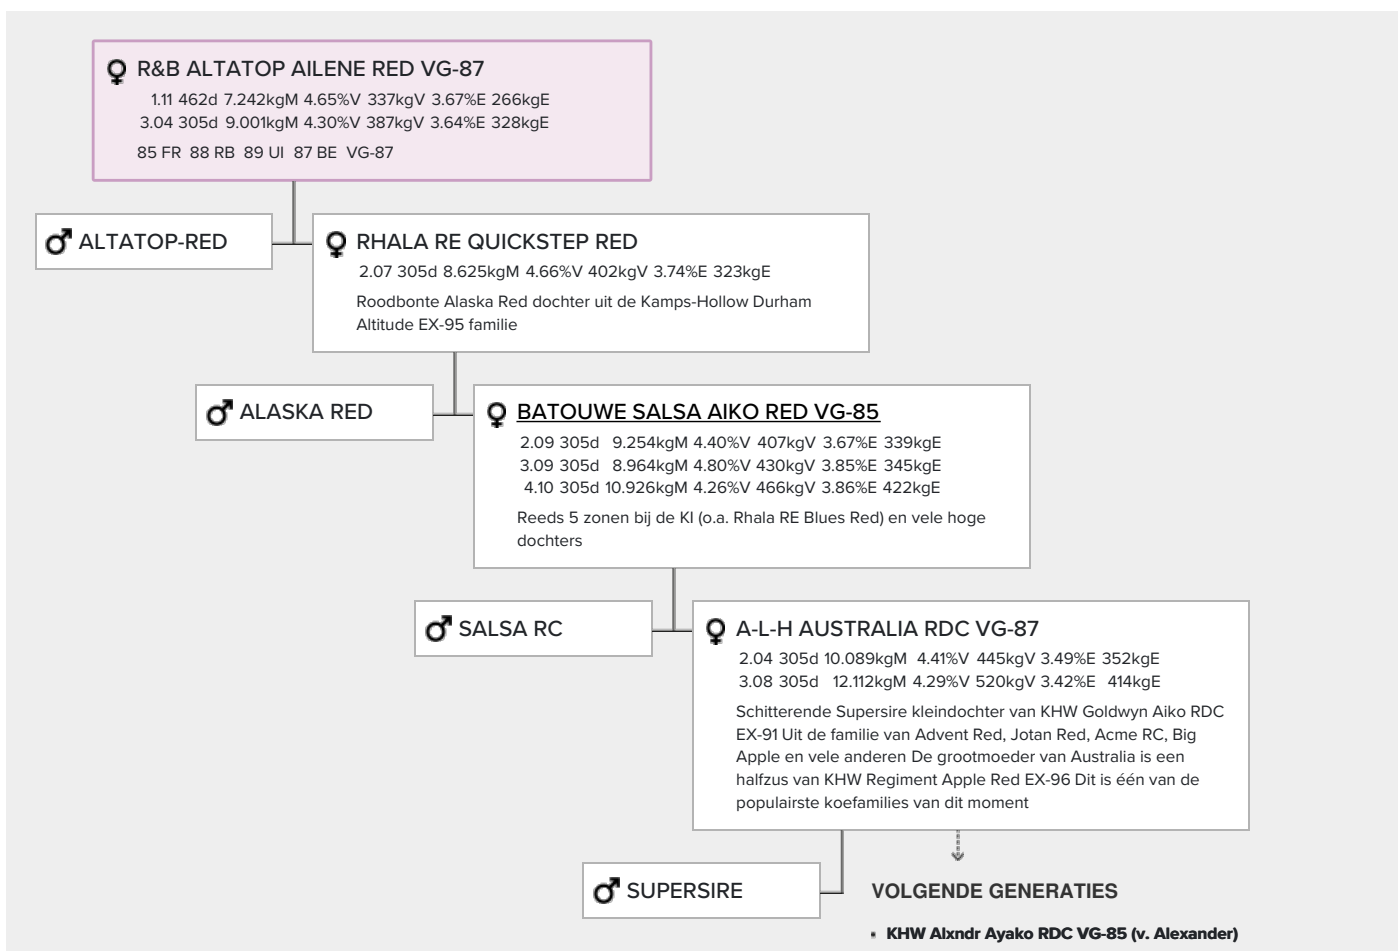 R&B ALTATOP AILENE RED VG-87
1.11 462d 7.242kgM 4.65%V 337kgV 3.67%E 266kgE
3.04 305d 9.001kgM 4.30%V 387kgV 3.64%E 328kgE
85 FR 88 RB 89 UI 87 BE VG-87
ALTATOP-RED
RHALA RE QUICKSTEP RED
2.07 305d 8.625kgM 4.66%V 402kgV 3.74%E 323kgE
Roodbonte Alaska Red dochter uit de Kamps-Hollow Durham
Altitude EX-95 familie
ALASKA RED
BATOUWE SALSA AIKO RED VG-85
2.09 305d 9.254kgM 4.40%V 407kgV 3.67%E 339kgE
3.09 305d 8.964kgM 4.80%V 430kgV 3.85%E 345kgE
4.10 305d 10.926kgM 4.26%V 466kgV 3.86%E 422kgE
Reeds 5 zonen bij de KI (o.a. Rhala RE Blues Red) en vele hoge
dochters
SALSA RC
A-L-H AUSTRALIA RDC VG-87
2.04 305d 10.089kgM 4.41%V 445kgV 3.49%E 352kgE
3.08 305d 12.112kgM 4.29%V 520kgV 3.42%E 414kgE
Schitterende Supersire kleindochter van KHW Goldwyn Aiko RDC
EX-91 Uit de familie van Advent Red, Jotan Red, Acme RC, Big
Apple en vele anderen De grootmoeder van Australia is een
halfzus van KHW Regiment Apple Red EX-96 Dit is één van de
populairste koefamilies van dit moment
SUPERSIRE
VOLGENDE GENERATIES
▪ KHW Alxndr Ayako RDC VG-85 (v. Alexander)